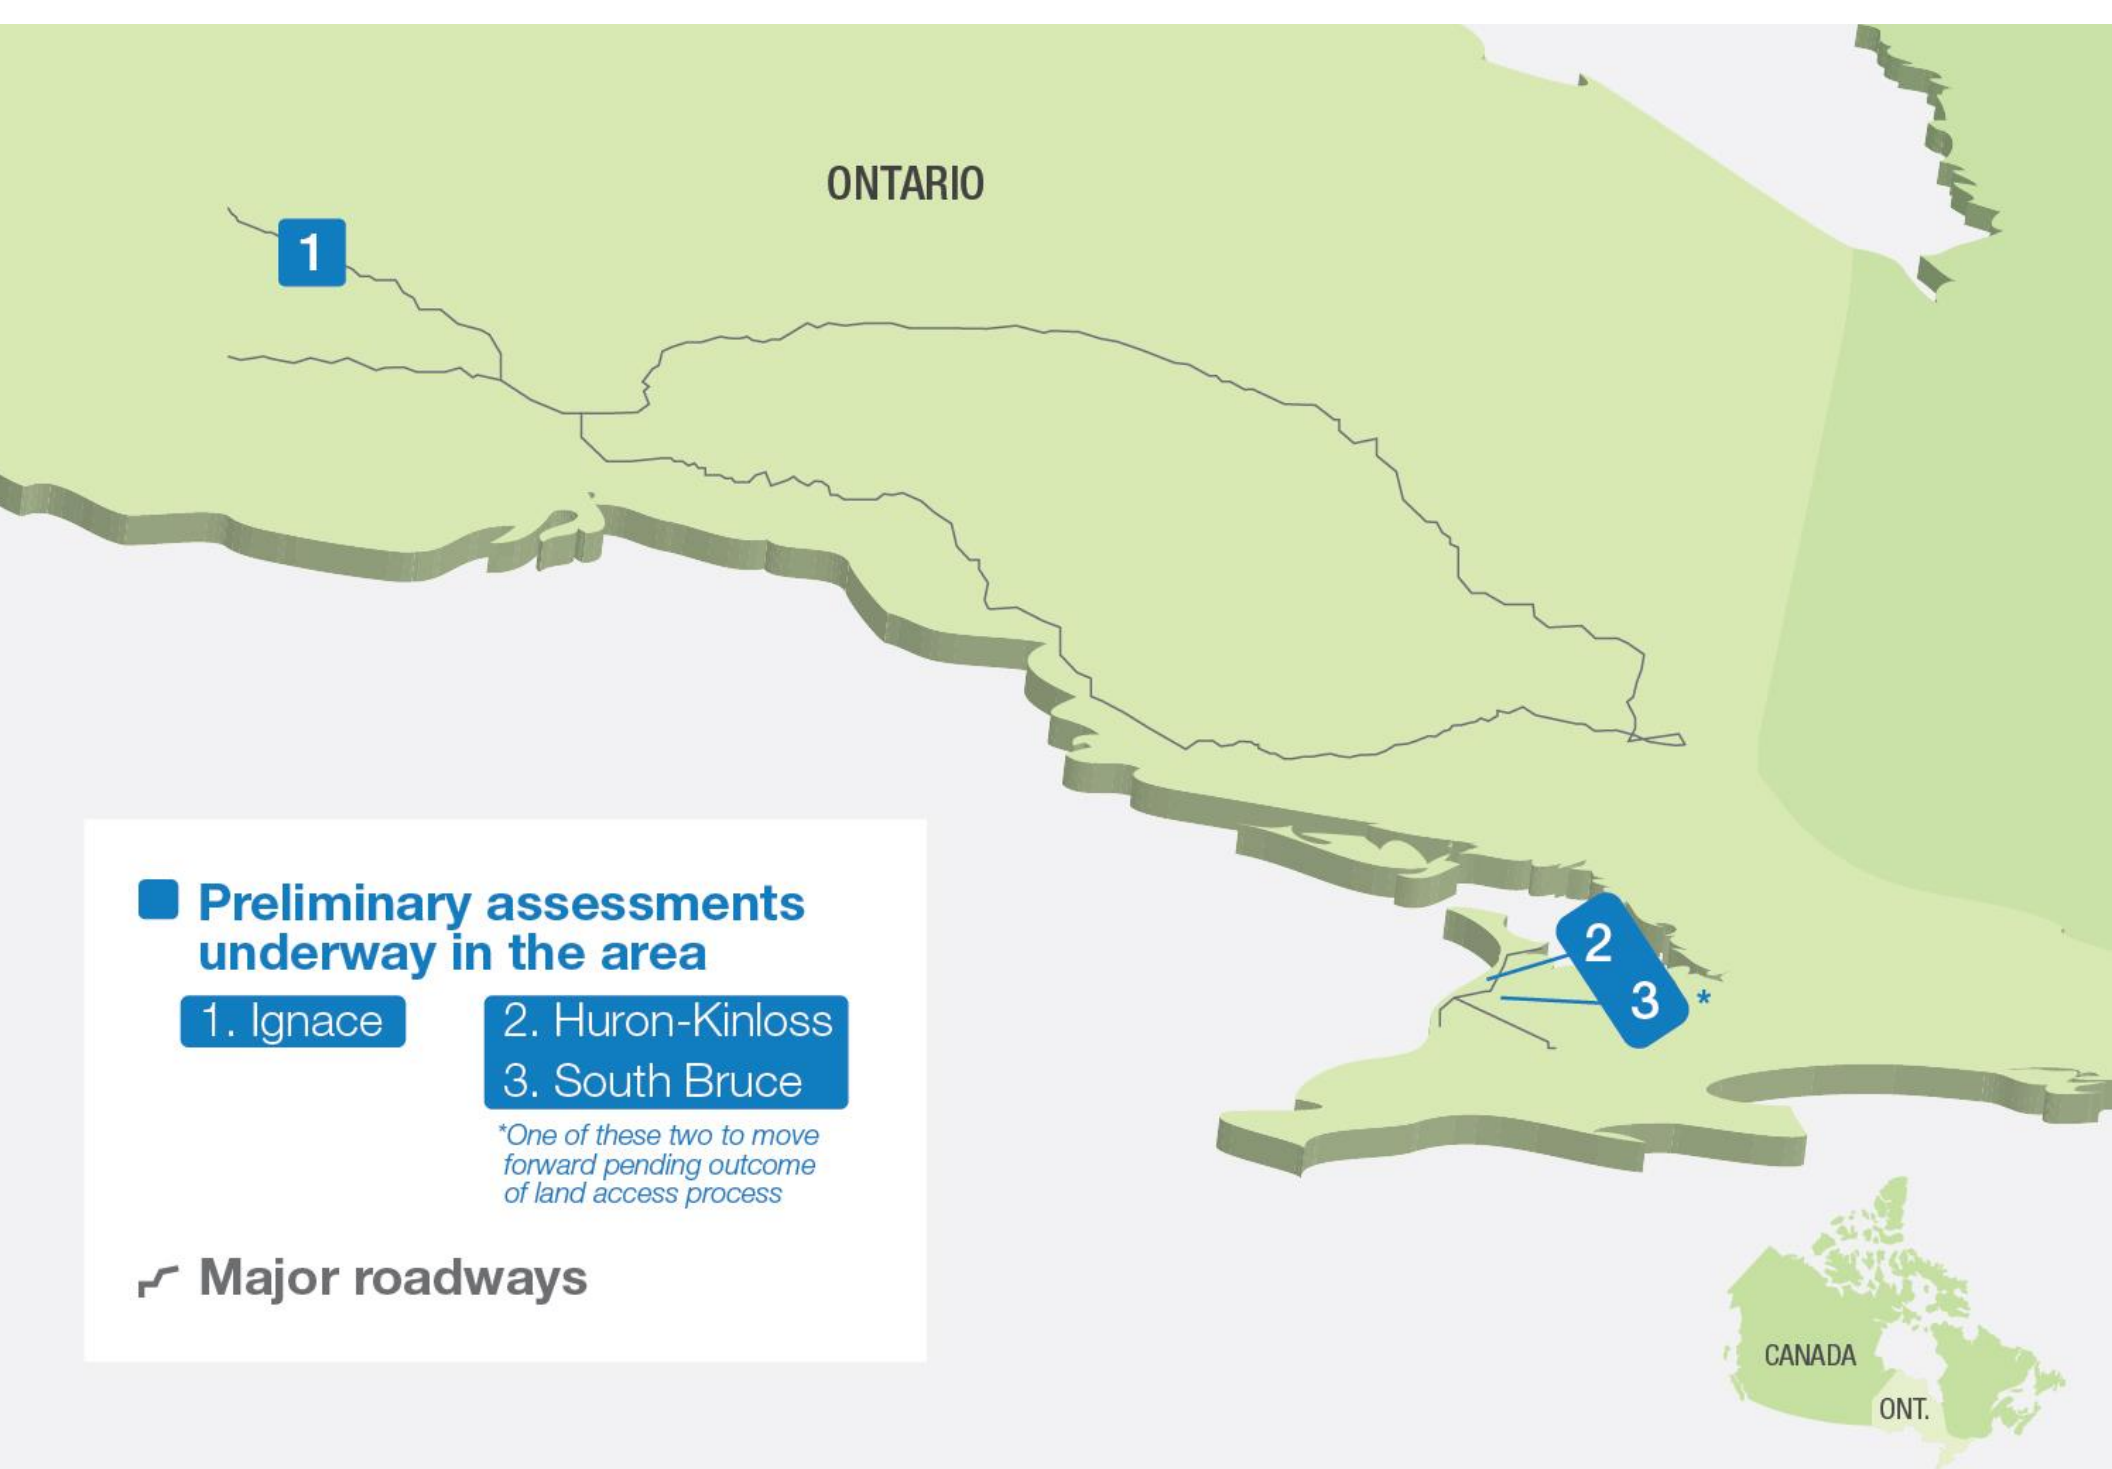 ONTARIO
1
2
3 *
Preliminary assessments
underway in the area
1. Ignace
2. Huron-Kinloss
3. South Bruce
*One of these two to move
forward pending outcome
of land access process
Major roadways
CANADA
ONT.